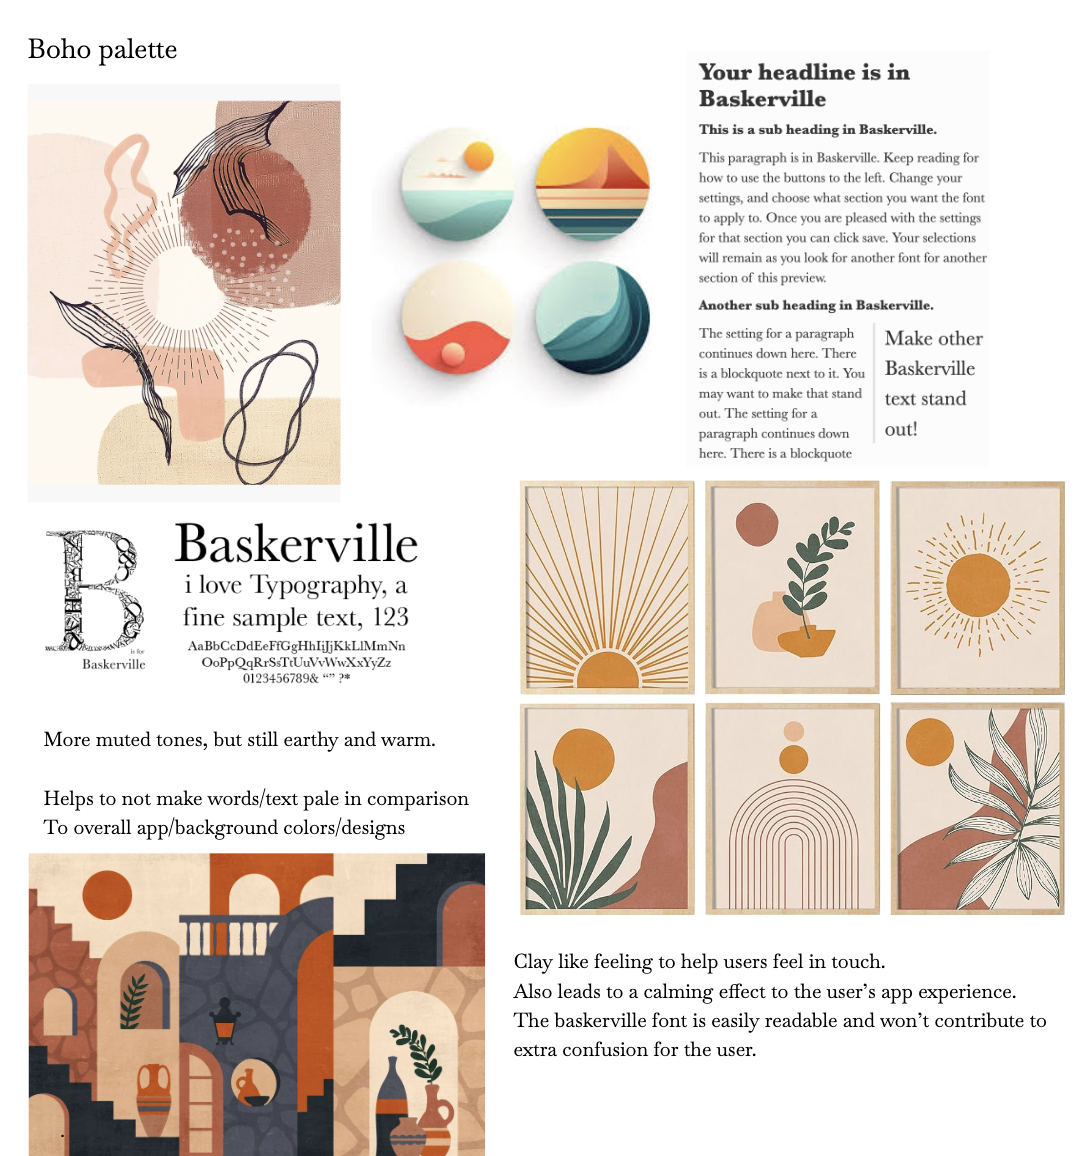 Boho palette
Your headline is in
Baskerville
This is a sub heading in Baskerville.
This paragraph is in Baskerville. Keep reading for
how to use the buttons to the left. Change your
settings, and choose what section you want the font
to apply to. Once you are pleased with the settings
for that section you can click save. Your selections
will remain as you look for another font for another
section of this preview.
Another sub heading in Baskerville.
The setting for a paragraph
continues down here. There
is a blockquote next to it. You
may want to make that stand
out. The setting for a
paragraph continues down
here. There is a blockquote
Make other
Baskerville
text stand
out!
B
is for
Baskerville
Baskerville
i love Typography, a
fine sample text, 123
AaBbCcDdEeFfGgHhIiJjKkLlMmNn
OoPpQqRrSsTtUuVvWwXxYyZz
0123456789& “” ?*
More muted tones, but still earthy and warm.
Helps to not make words/text pale in comparison
To overall app/background colors/designs
Clay like feeling to help users feel in touch.
Also leads to a calming effect to the user’s app experience.
The baskerville font is easily readable and won’t contribute to
extra confusion for the user.